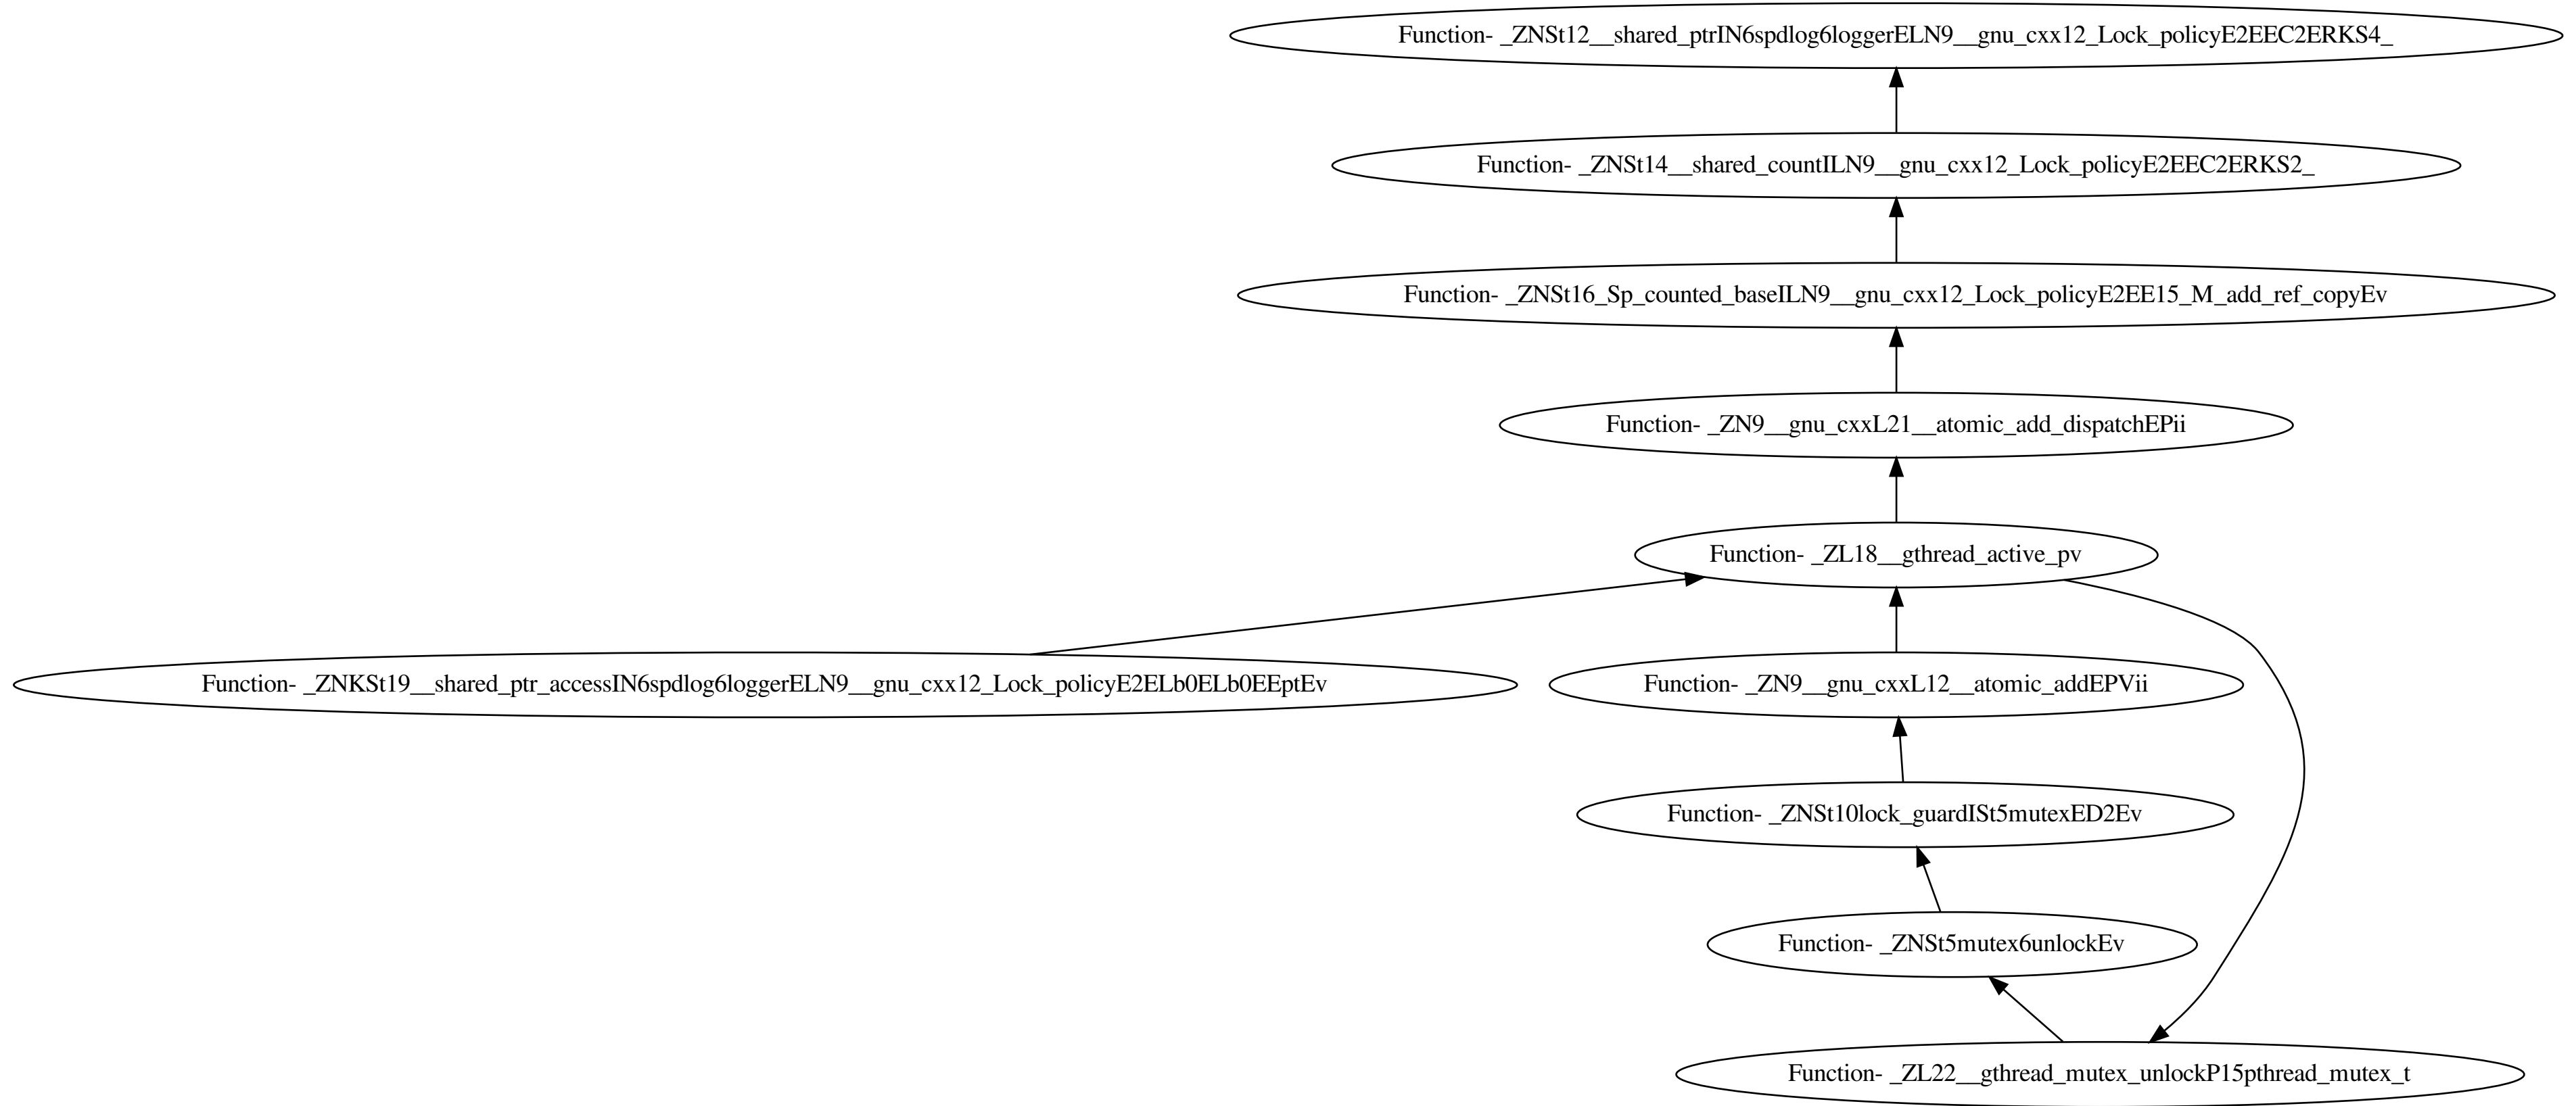 Function- _ZNSt12__shared_ptrIN6spdlog6loggerELN9__gnu_cxx12_Lock_policyE2EEC2ERKS4_
Function- _ZNSt14__shared_countILN9__gnu_cxx12_Lock_policyE2EEC2ERKS2_
Function- _ZNSt16_Sp_counted_baseILN9__gnu_cxx12_Lock_policyE2EE15_M_add_ref_copyEv
Function- _ZN9__gnu_cxxL21__atomic_add_dispatchEPii
Function- _ZL18__gthread_active_pv
Function- _ZNKSt19__shared_ptr_accessIN6spdlog6loggerELN9__gnu_cxx12_Lock_policyE2ELb0ELb0EEptEv
Function- _ZN9__gnu_cxxL12__atomic_addEPVii
Function- _ZNSt10lock_guardISt5mutexED2Ev
Function- _ZNSt5mutex6unlockEv
Function- _ZL22__gthread_mutex_unlockP15pthread_mutex_t